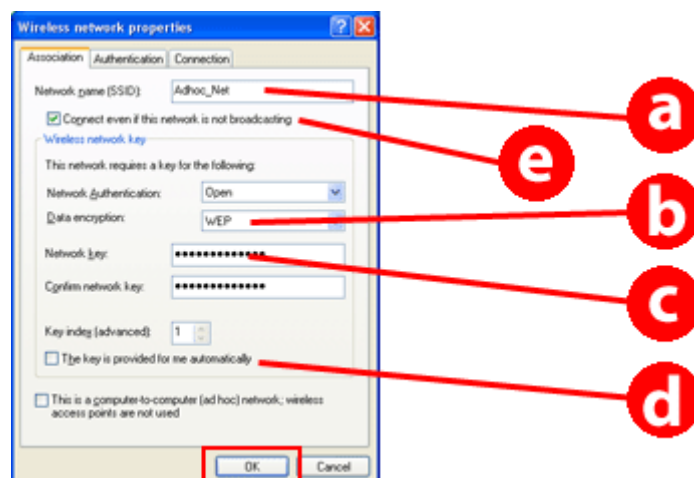 Wireless network properties
Association Authentication Connection
Network name (SSID): Adhoc_Net a
Connect even if this network is not broadcasting e
Wireless network key
This network requires a key for the following:
Network Authentication: Open
Data encryption: WEP b
Network key: ••••••••••••• c
Confirm network key: •••••••••••••
Key index (advanced): 1
The key is provided for me automatically d
This is a computer-to-computer (ad hoc) network; wireless
access points are not used
OK Cancel